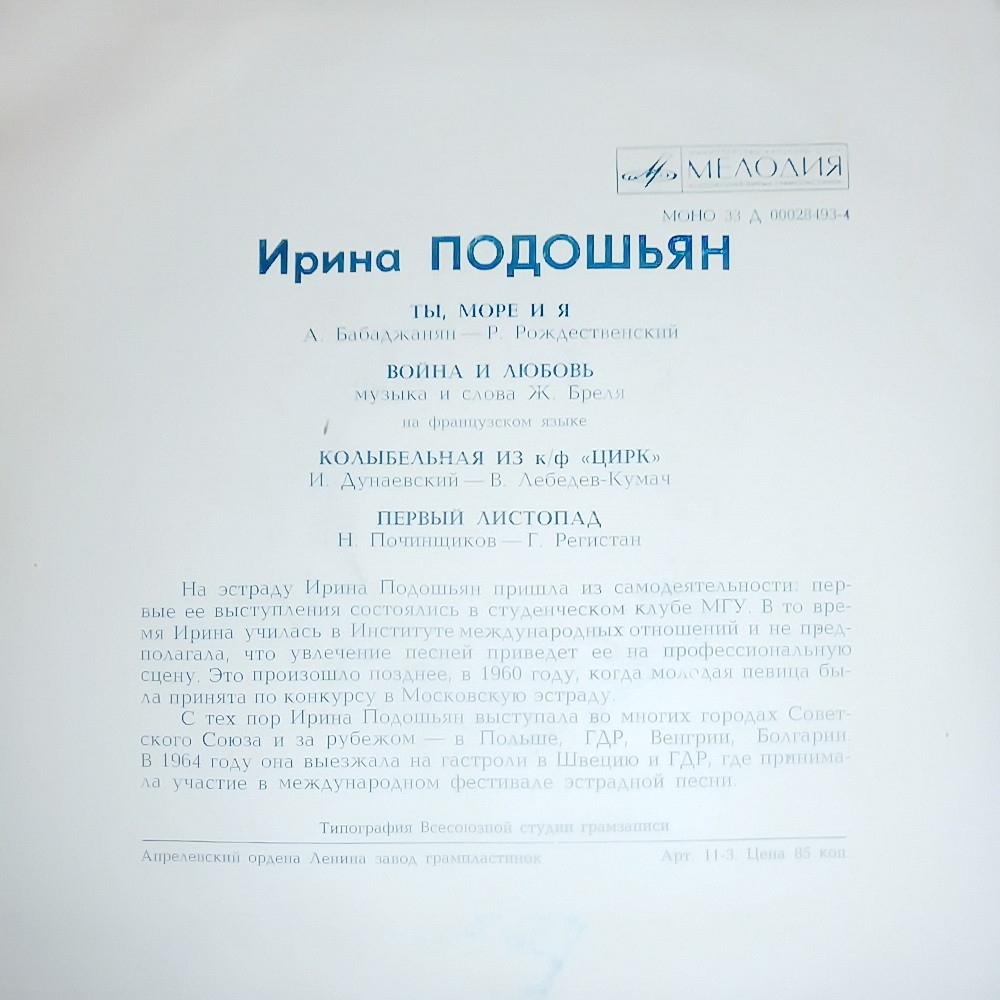 МЕЛОДИЯ
МОНО 33 Д 00028493-4
Ирина ПОДОШЬЯН
ТЫ, МОРЕ И Я
А. Бабаджанян — Р. Рождественский
ВОЙНА И ЛЮБОВЬ
музыка и слова Ж. Бреля
на французском языке
КОЛЫБЕЛЬНАЯ ИЗ к/ф «ЦИРК»
И. Дунаевский — В. Лебедев-Кумач
ПЕРВЫЙ ЛИСТОПАД
Н. Починщиков — Г. Регистан
На эстраду Ирина Подошьян пришла из самодеятельности: пер-
вые ее выступления состоялись в студенческом клубе МГУ. В то вре-
мя Ирина училась в Институте международных отношений и не пред-
полагала, что увлечение песней приведет ее на профессиональную
сцену. Это произошло позднее, в 1960 году, когда молодая певица бы-
ла принята по конкурсу в Московскую эстраду.
С тех пор Ирина Подошьян выступала во многих городах Совет-
ского Союза и за рубежом — в Польше, ГДР, Венгрии, Болгарии.
В 1964 году она выезжала на гастроли в Швецию и ГДР, где принима-
ла участие в международном фестивале эстрадной песни.
Типография Всесоюзной студии грамзаписи
Апрелевский ордена Ленина завод грампластинок Арт. 11-3. Цена 85 коп.